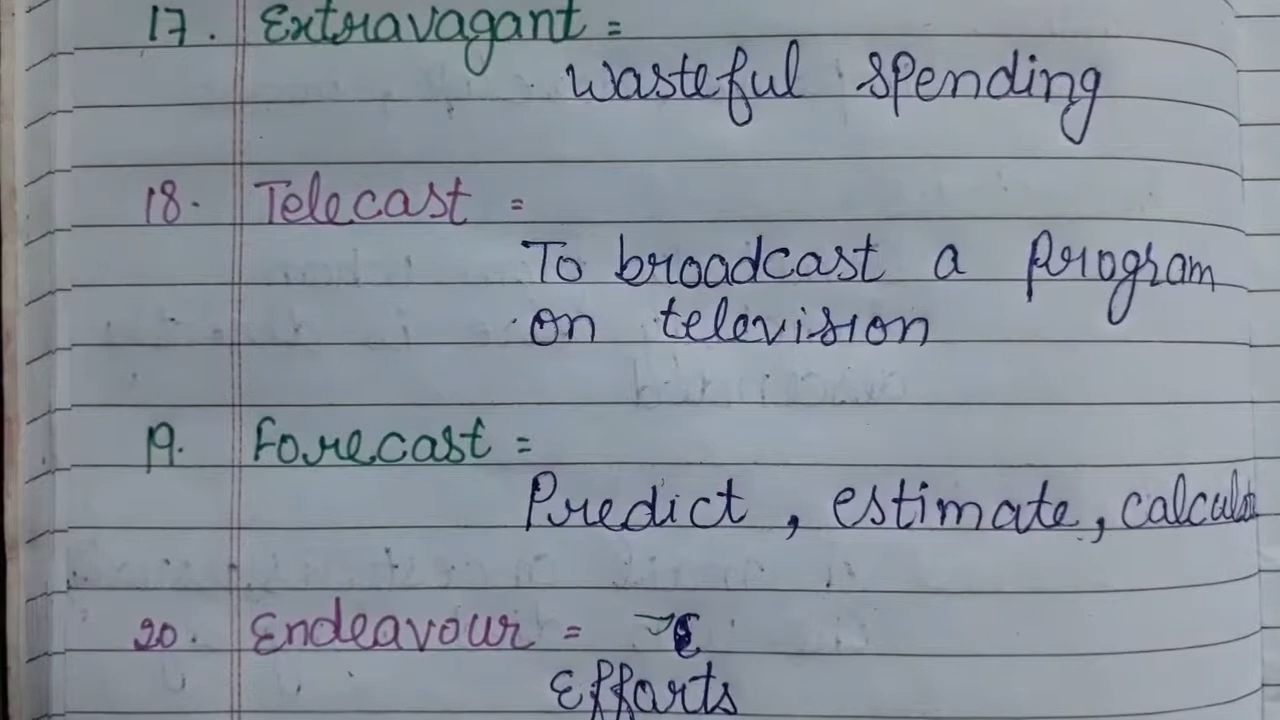 17. Extravagant =
Wasteful spending
18. Telecast =
To broadcast a program
on television
19. Forecast =
Predict, estimate,
20. Endeavour =
Efforts